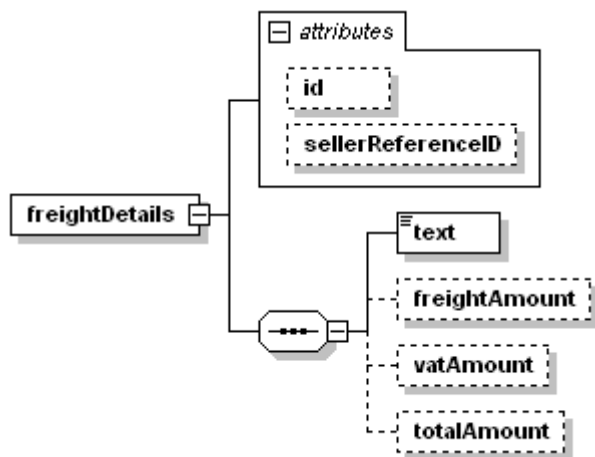 attributes
id
sellerReferenceID
freightDetails
text
freightAmount
vatAmount
totalAmount